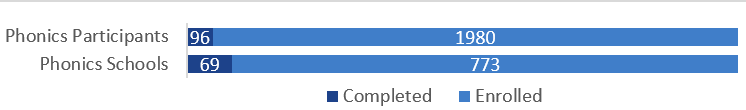 Phonics Participants 96 1980
Phonics Schools 69 773
Completed Enrolled